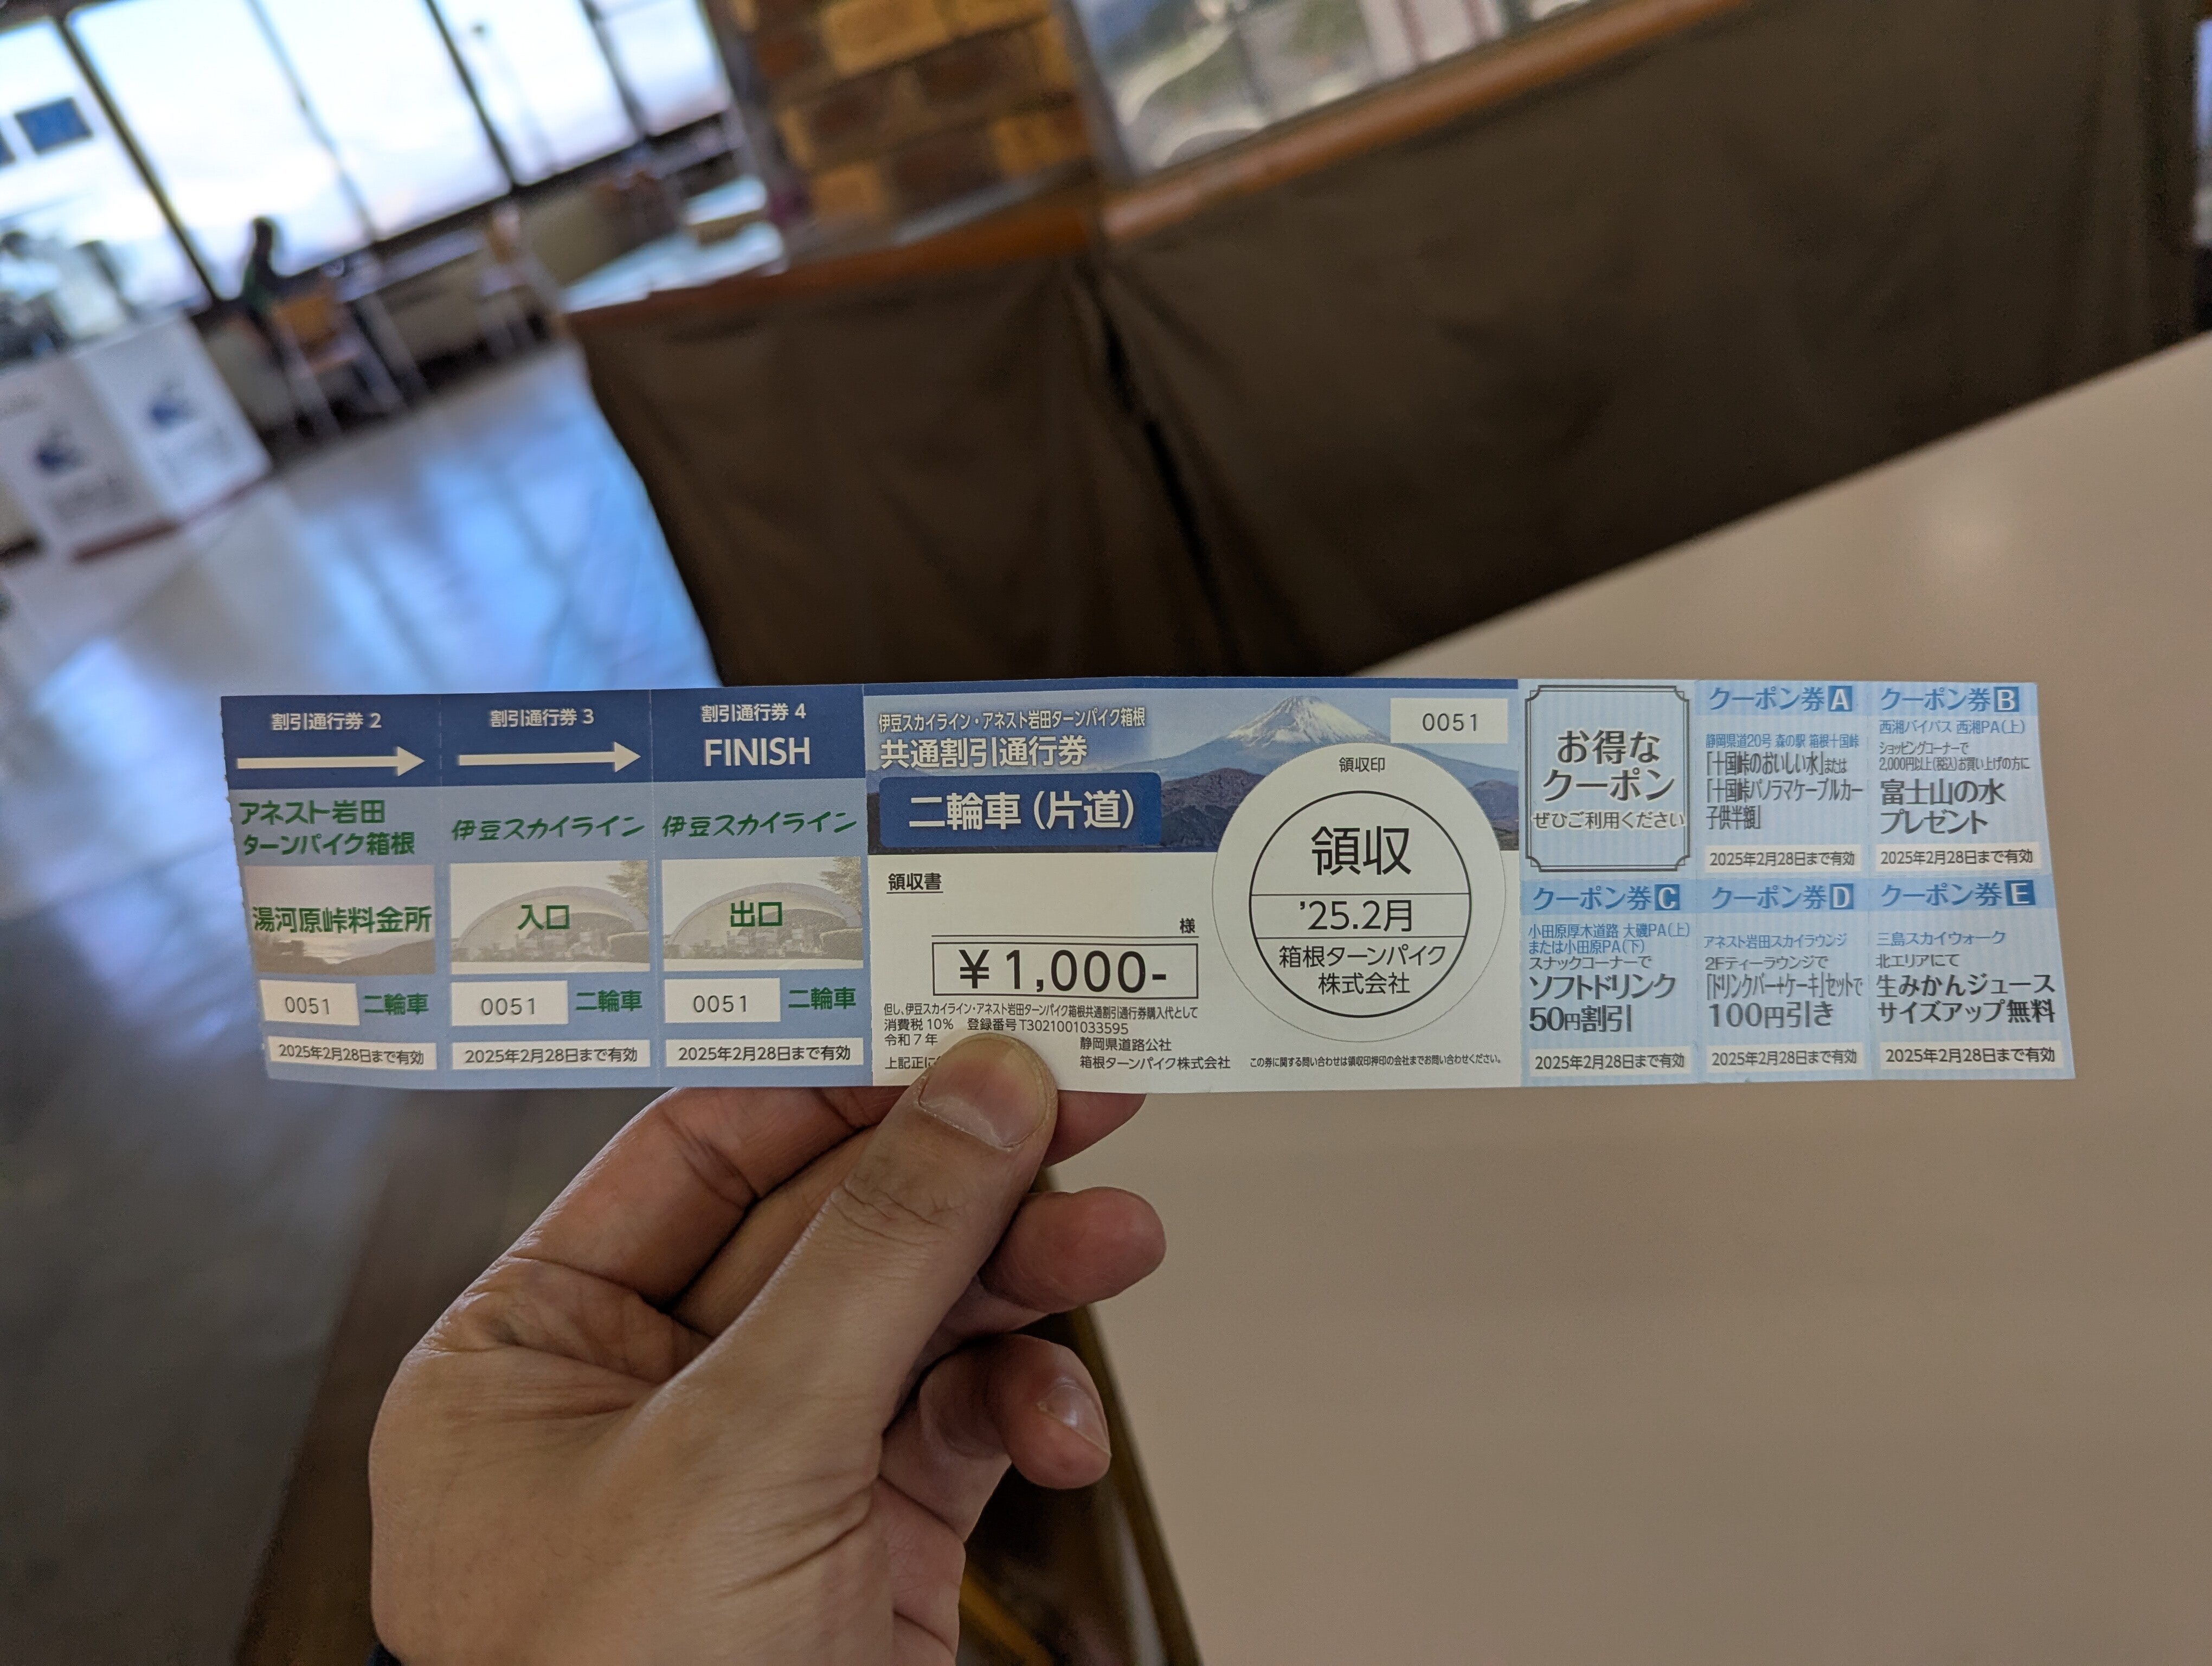 割引通行券 2
アネスト岩田
ターンパイク箱根
湯河原峠料金所
0051 二輪車
2025年2月28日まで有効
割引通行券 3
伊豆スカイライン
入口
0051 二輪車
2025年2月28日まで有効
割引通行券 4
FINISH
伊豆スカイライン
出口
0051 二輪車
2025年2月28日まで有効
伊豆スカイライン・アネスト岩田ターンパイク箱根
共通割引通行券
二輪車(片道)
0051
領収書
様
¥1,000-
但し、伊豆スカイライン・アネスト岩田ターンパイク箱根共通割引通行券購入代として
消費税10% 登録番号T3021001033595
令和7年
上記正に
静岡県道路公社
箱根ターンパイク株式会社
領収印
領収
'25.2月
箱根ターンパイク
株式会社
この券に関する問い合わせは領収印押印の会社までお問い合わせください。
お得な
クーポン
ぜひご利用ください
クーポン券A
静岡県道20号 森の駅 箱根十国峠
「十国峠のおいしい水」または
「十国峠パノラマケーブルカー
子供半額」
2025年2月28日まで有効
クーポン券B
西湘バイパス 西湘PA(上)
ショッピングコーナーで
2,000円以上(税込)お買い上げの方に
富士山の水
プレゼント
2025年2月28日まで有効
クーポン券C
小田原厚木道路 大磯PA(上)
または小田原PA(下)
スナックコーナーで
ソフトドリンク
50円割引
2025年2月28日まで有効
クーポン券D
アネスト岩田スカイラウンジ
2Fティーラウンジで
「ドリンクバー+ケーキ」セットで
100円引き
2025年2月28日まで有効
クーポン券E
三島スカイウォーク
北エリアにて
生みかんジュース
サイズアップ無料
2025年2月28日まで有効